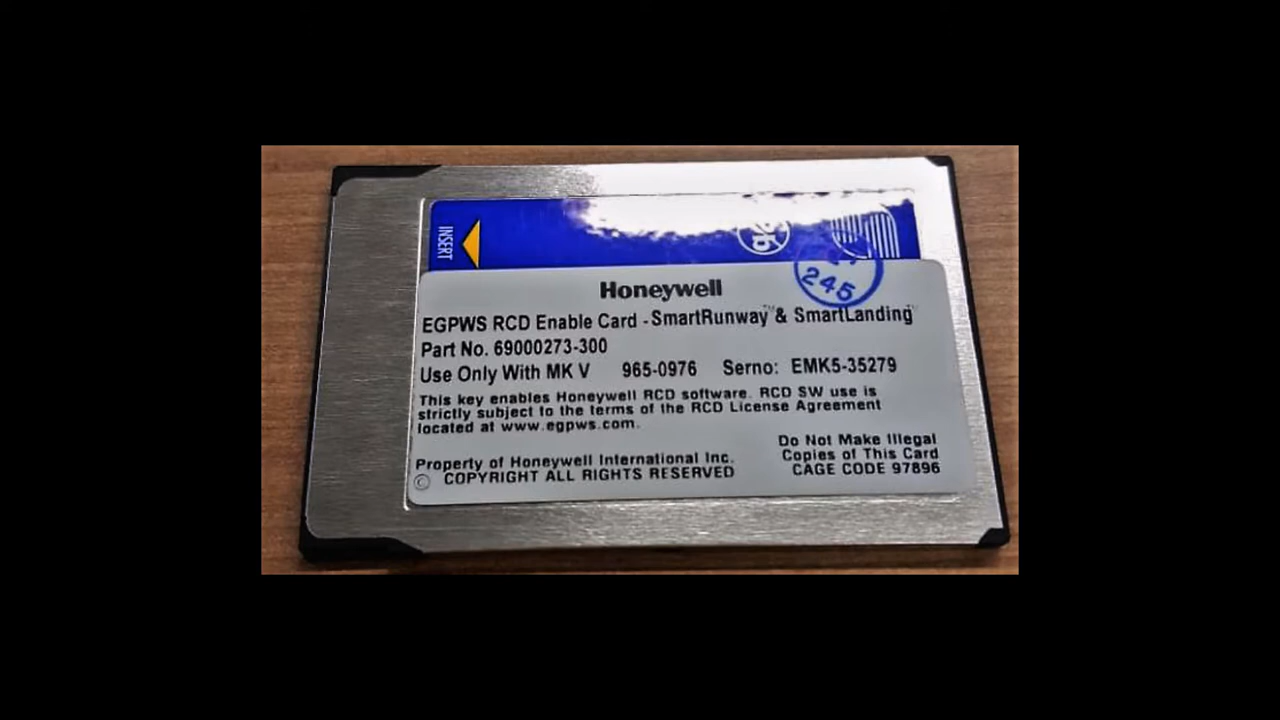 INSERT
245
Honeywell
EGPWS RCD Enable Card - SmartRunway™ & SmartLanding™
Part No. 69000273-300
Use Only With MK V 965-0976 Serno: EMK5-35279
This key enables Honeywell RCD software. RCD SW use is
strictly subject to the terms of the RCD License Agreement
located at www.egpws.com.
Do Not Make Illegal
Copies of This Card
CAGE CODE 97896
Property of Honeywell International Inc.
© COPYRIGHT ALL RIGHTS RESERVED